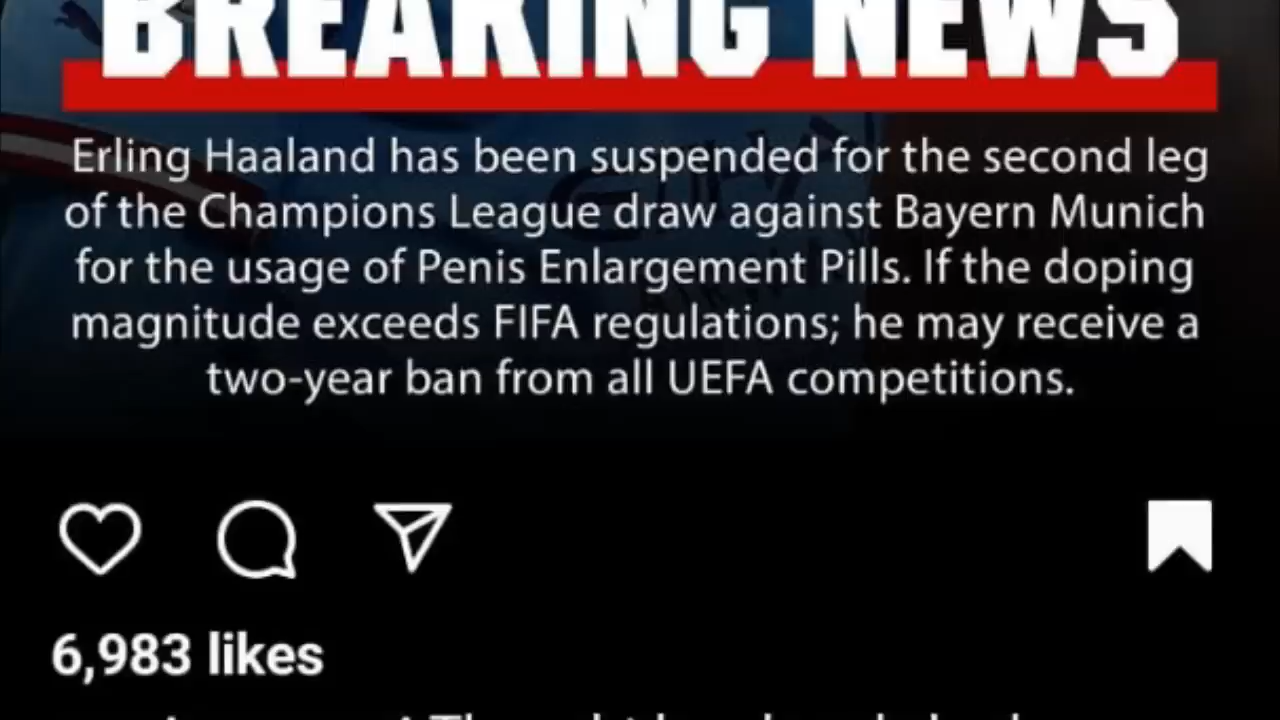 BREAKING NEWS
Erling Haaland has been suspended for the second leg
of the Champions League draw against Bayern Munich
for the usage of Penis Enlargement Pills. If the doping
magnitude exceeds FIFA regulations; he may receive a
two-year ban from all UEFA competitions.
6,983 likes